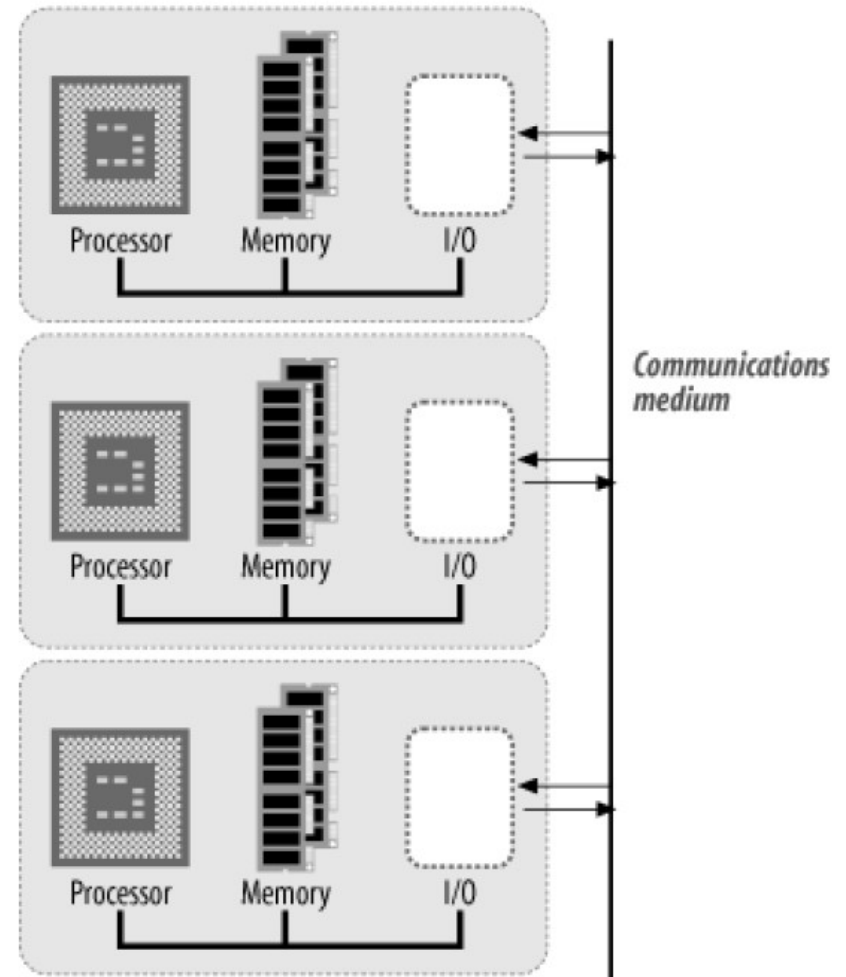 Processor Memory I/O
Communications
medium
Processor Memory I/O
Processor Memory I/O